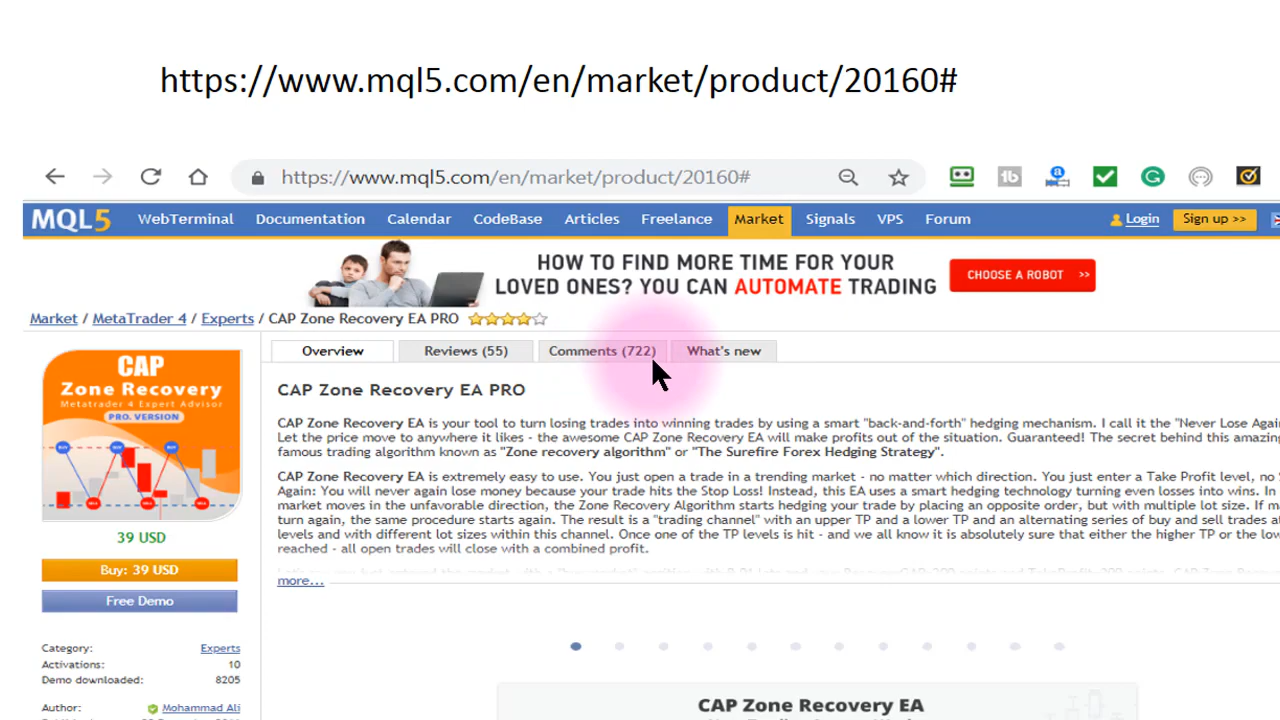 https://www.mql5.com/en/market/product/20160#
https://www.mql5.com/en/market/product/20160#
MQL5 WebTerminal Documentation Calendar CodeBase Articles Freelance Market Signals VPS Forum Login Sign up >>
HOW TO FIND MORE TIME FOR YOUR
LOVED ONES? YOU CAN AUTOMATE TRADING
CHOOSE A ROBOT >>
Market / MetaTrader 4 / Experts / CAP Zone Recovery EA PRO
Overview Reviews (55) Comments (722) What's new
CAP
Zone Recovery
Metatrader 4 Expert Advisor
PRO. VERSION
BUY BUY BUY
SELL SELL SELL
39 USD
Buy: 39 USD
Free Demo
Category: Experts
Activations: 10
Demo downloaded: 8205
Author: Mohammad Ali
CAP Zone Recovery EA PRO
CAP Zone Recovery EA is your tool to turn losing trades into winning trades by using a smart "back-and-forth" hedging mechanism. I call it the "Never Lose Again
Let the price move to anywhere it likes - the awesome CAP Zone Recovery EA will make profits out of the situation. Guaranteed! The secret behind this amazing
famous trading algorithm known as "Zone recovery algorithm" or "The Surefire Forex Hedging Strategy".
CAP Zone Recovery EA is extremely easy to use. You just open a trade in a trending market - no matter which direction. You just enter a Take Profit level, no
Again: You will never again lose money because your trade hits the Stop Loss! Instead, this EA uses a smart hedging technology turning even losses into wins. In
market moves in the unfavorable direction, the Zone Recovery Algorithm starts hedging your trade by placing an opposite order, but with multiple lot size. If
turn again, the same procedure starts again. The result is a "trading channel" with an upper TP and a lower TP and an alternating series of buy and sell trades
levels and with different lot sizes within this channel. Once one of the TP levels is hit - and we all know it is absolutely sure that either the higher TP or the
reached - all open trades will close with a combined profit.
more...
CAP Zone Recovery EA